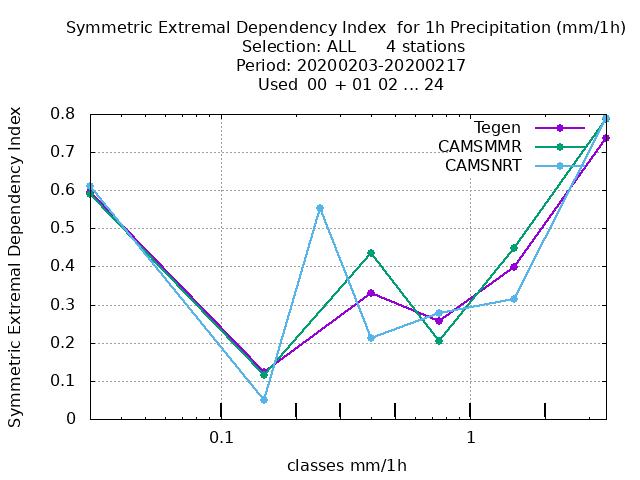 Symmetric Extremal Dependency Index  for 1h Precipitation (mm/1h)
Selection: ALL      4 stations
Period: 20200203-20200217
Used  00  + 01 02 ... 24
Symmetric Extremal Dependency Index
0.8
0.7
0.6
0.5
0.4
0.3
0.2
0.1
0
Tegen
CAMSMMR
CAMSNRT
0.1
1
classes mm/1h